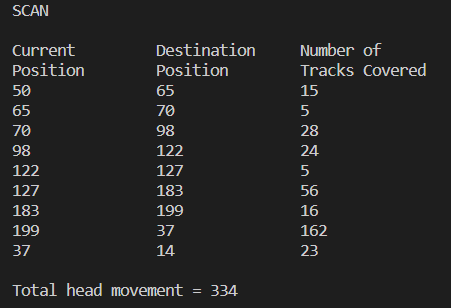 SCAN
Current Destination Number of
Position Position Tracks Covered
50 65 15
65 70 5
70 98 28
98 122 24
122 127 5
127 183 56
183 199 16
199 37 162
37 14 23
Total head movement = 334